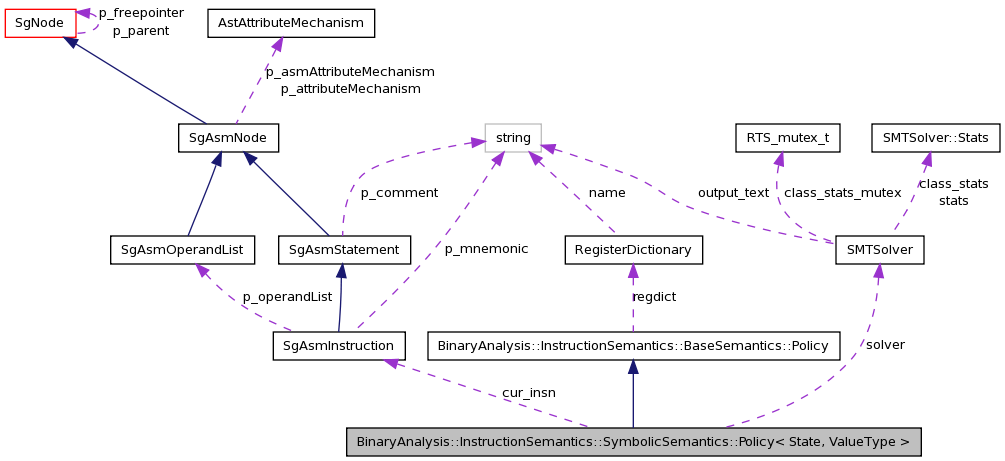 SgNode
p_freepointer
p_parent
AstAttributeMechanism
p_asmAttributeMechanism
p_attributeMechanism
SgAsmNode
string
RTS_mutex_t
SMTSolver::Stats
p_comment
name
output_text
class_stats_mutex
class_stats
stats
SgAsmOperandList
SgAsmStatement
p_mnemonic
RegisterDictionary
SMTSolver
p_operandList
regdict
SgAsmInstruction
BinaryAnalysis::InstructionSemantics::BaseSemantics::Policy
solver
cur_insn
BinaryAnalysis::InstructionSemantics::SymbolicSemantics::Policy< State, ValueType >